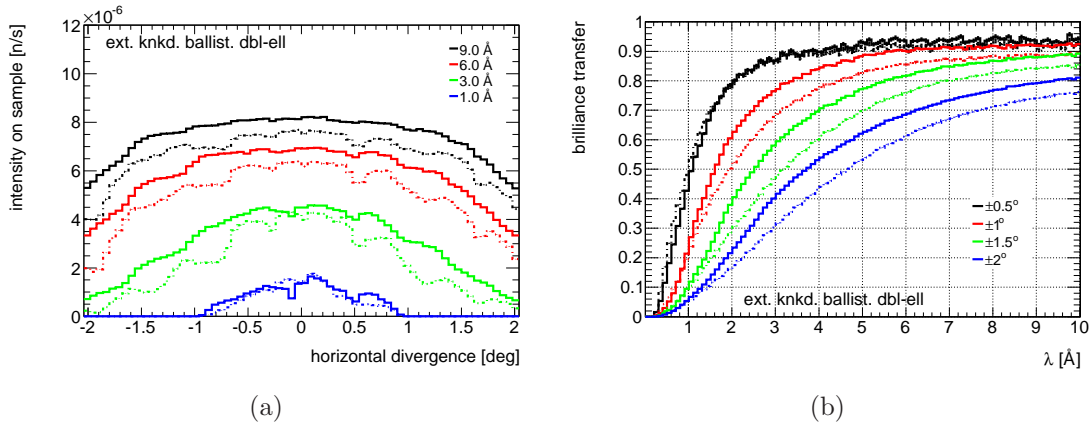 ×10⁻⁶
12
10
8
6
4
2
0
intensity on sample [n/s]
ext. knkd. ballist. dbl-ell
9.0 Å
6.0 Å
3.0 Å
1.0 Å
-2 -1.5 -1 -0.5 0 0.5 1 1.5 2
horizontal divergence [deg]
(a)
1
0.9
0.8
0.7
0.6
0.5
0.4
0.3
0.2
0.1
0
brilliance transfer
±0.5°
±1°
±1.5°
±2°
ext. knkd. ballist. dbl-ell
1 2 3 4 5 6 7 8 9 10
λ [Å]
(b)